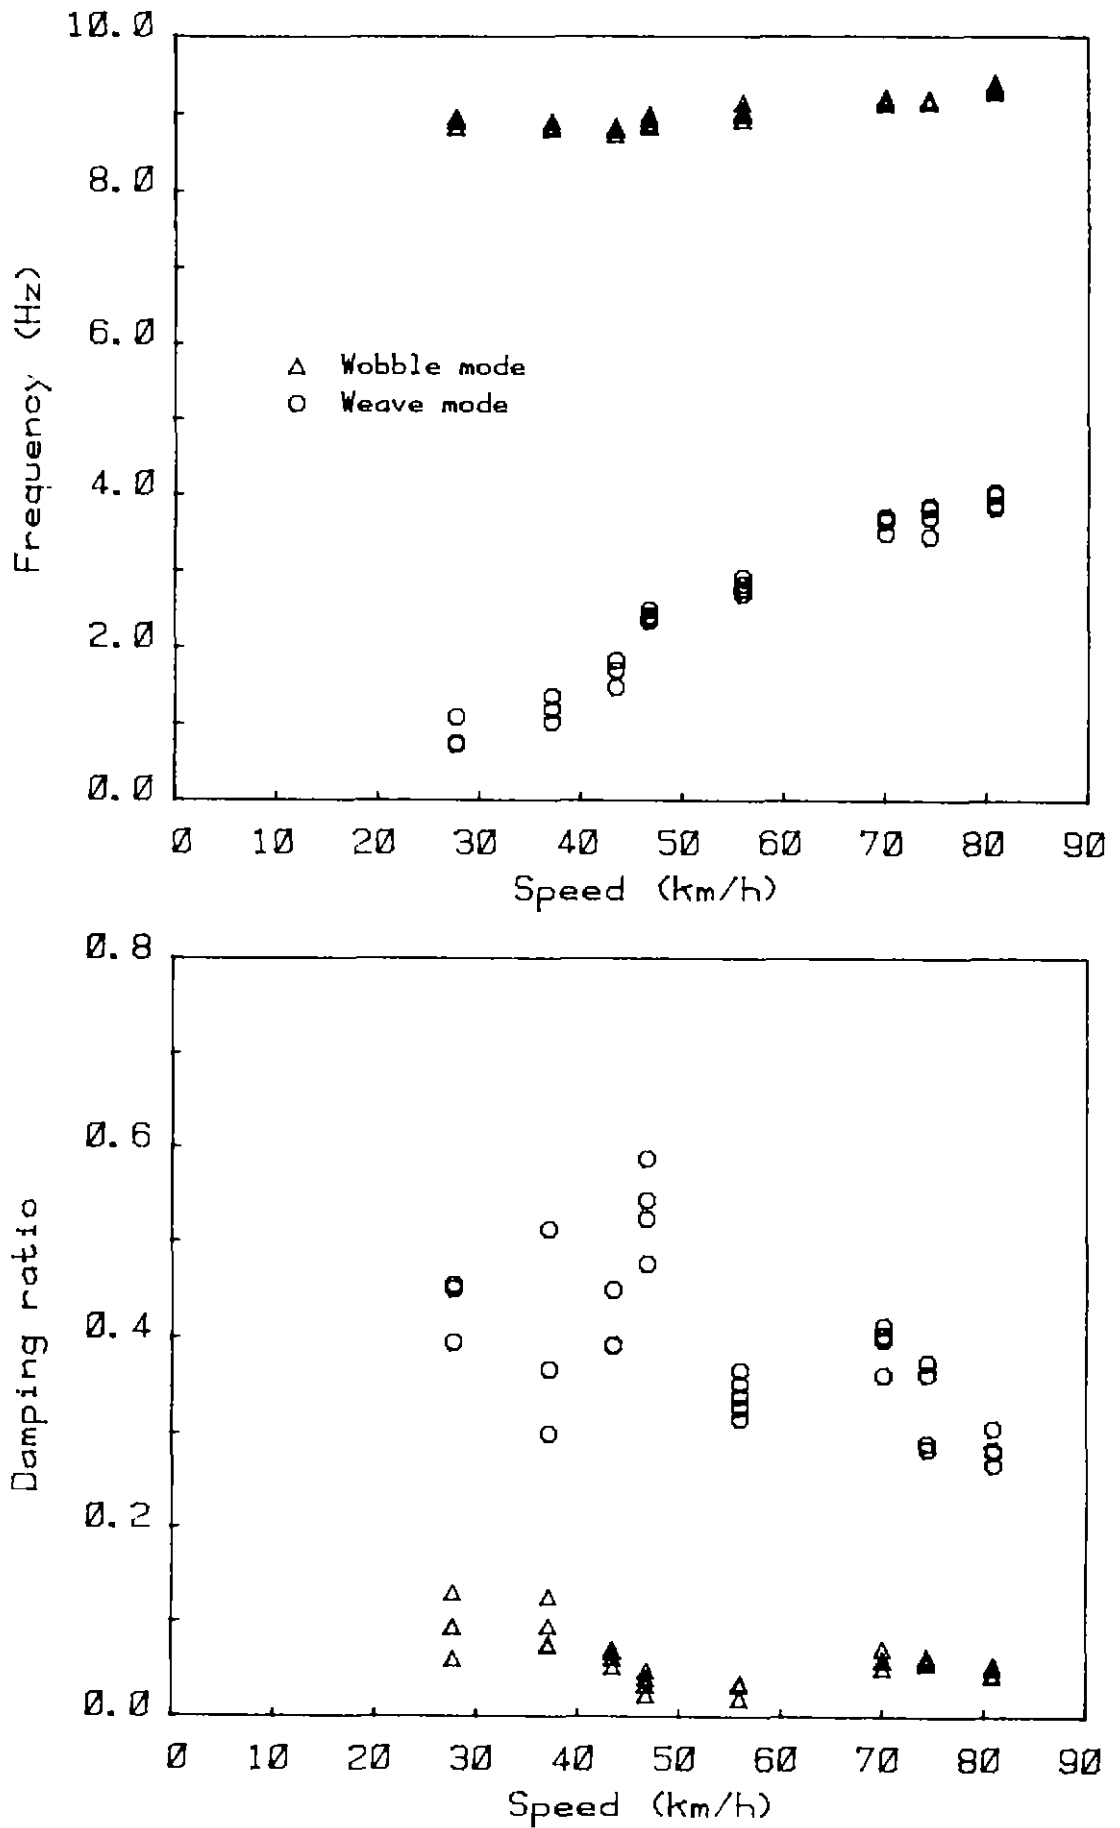 10.0
8.0
6.0
4.0
2.0
0.0
Frequency (Hz)
△ Wobble mode
○ Weave mode
0 10 20 30 40 50 60 70 80 90
Speed (km/h)
0.8
0.6
0.4
0.2
0.0
Damping ratio
0 10 20 30 40 50 60 70 80 90
Speed (km/h)